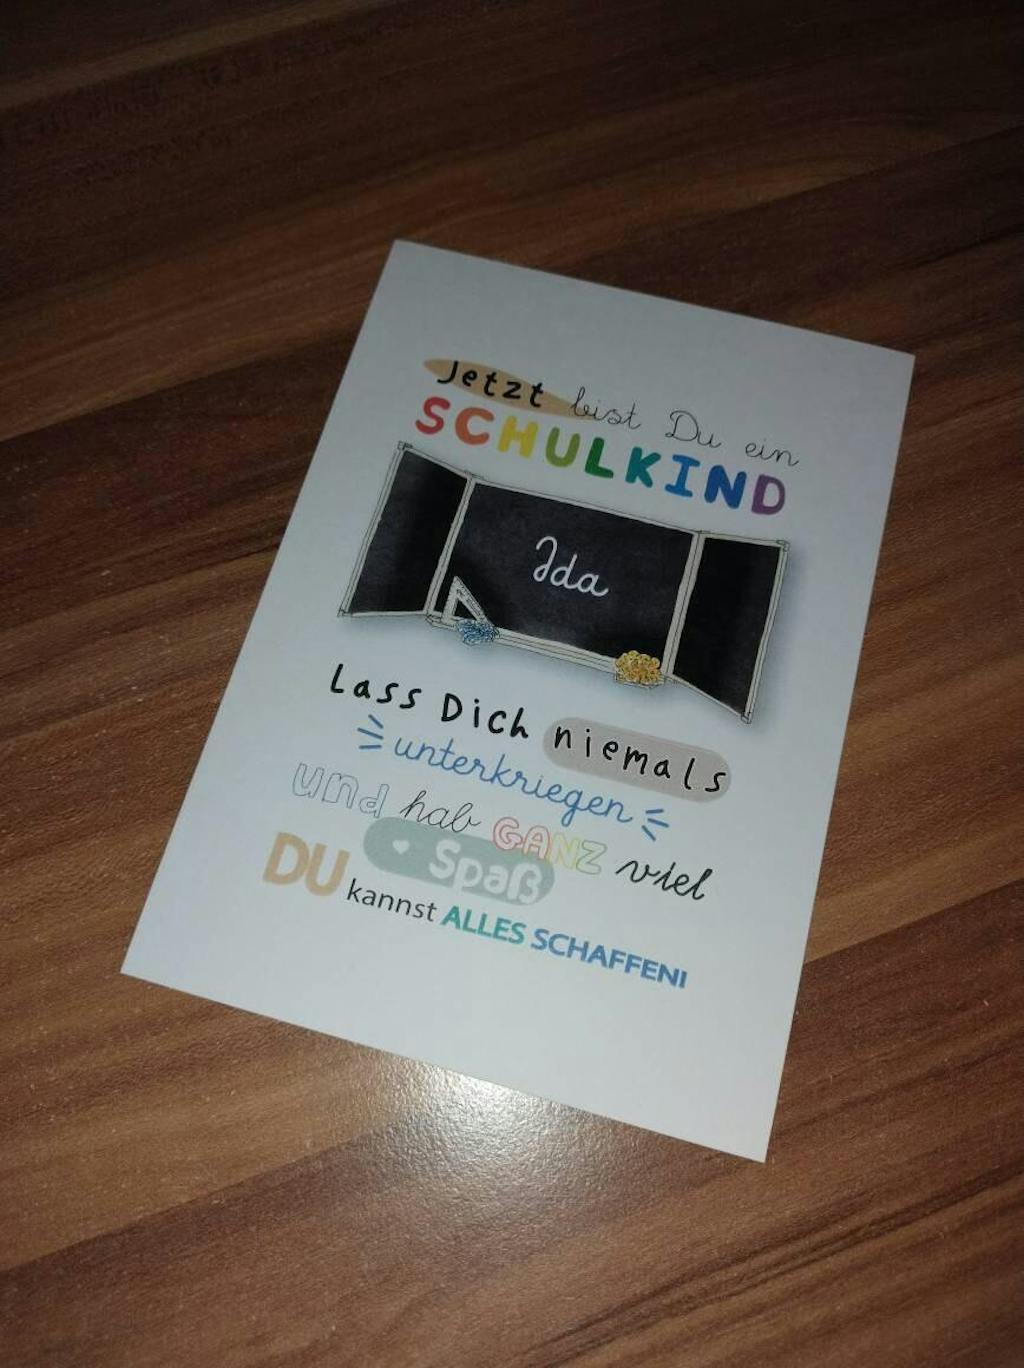 Jetzt bist Du ein
SCHULKIND
Ida
Lass Dich niemals
unterkriegen
und hab GANZ viel
Spaß
DU kannst ALLES SCHAFFEN!